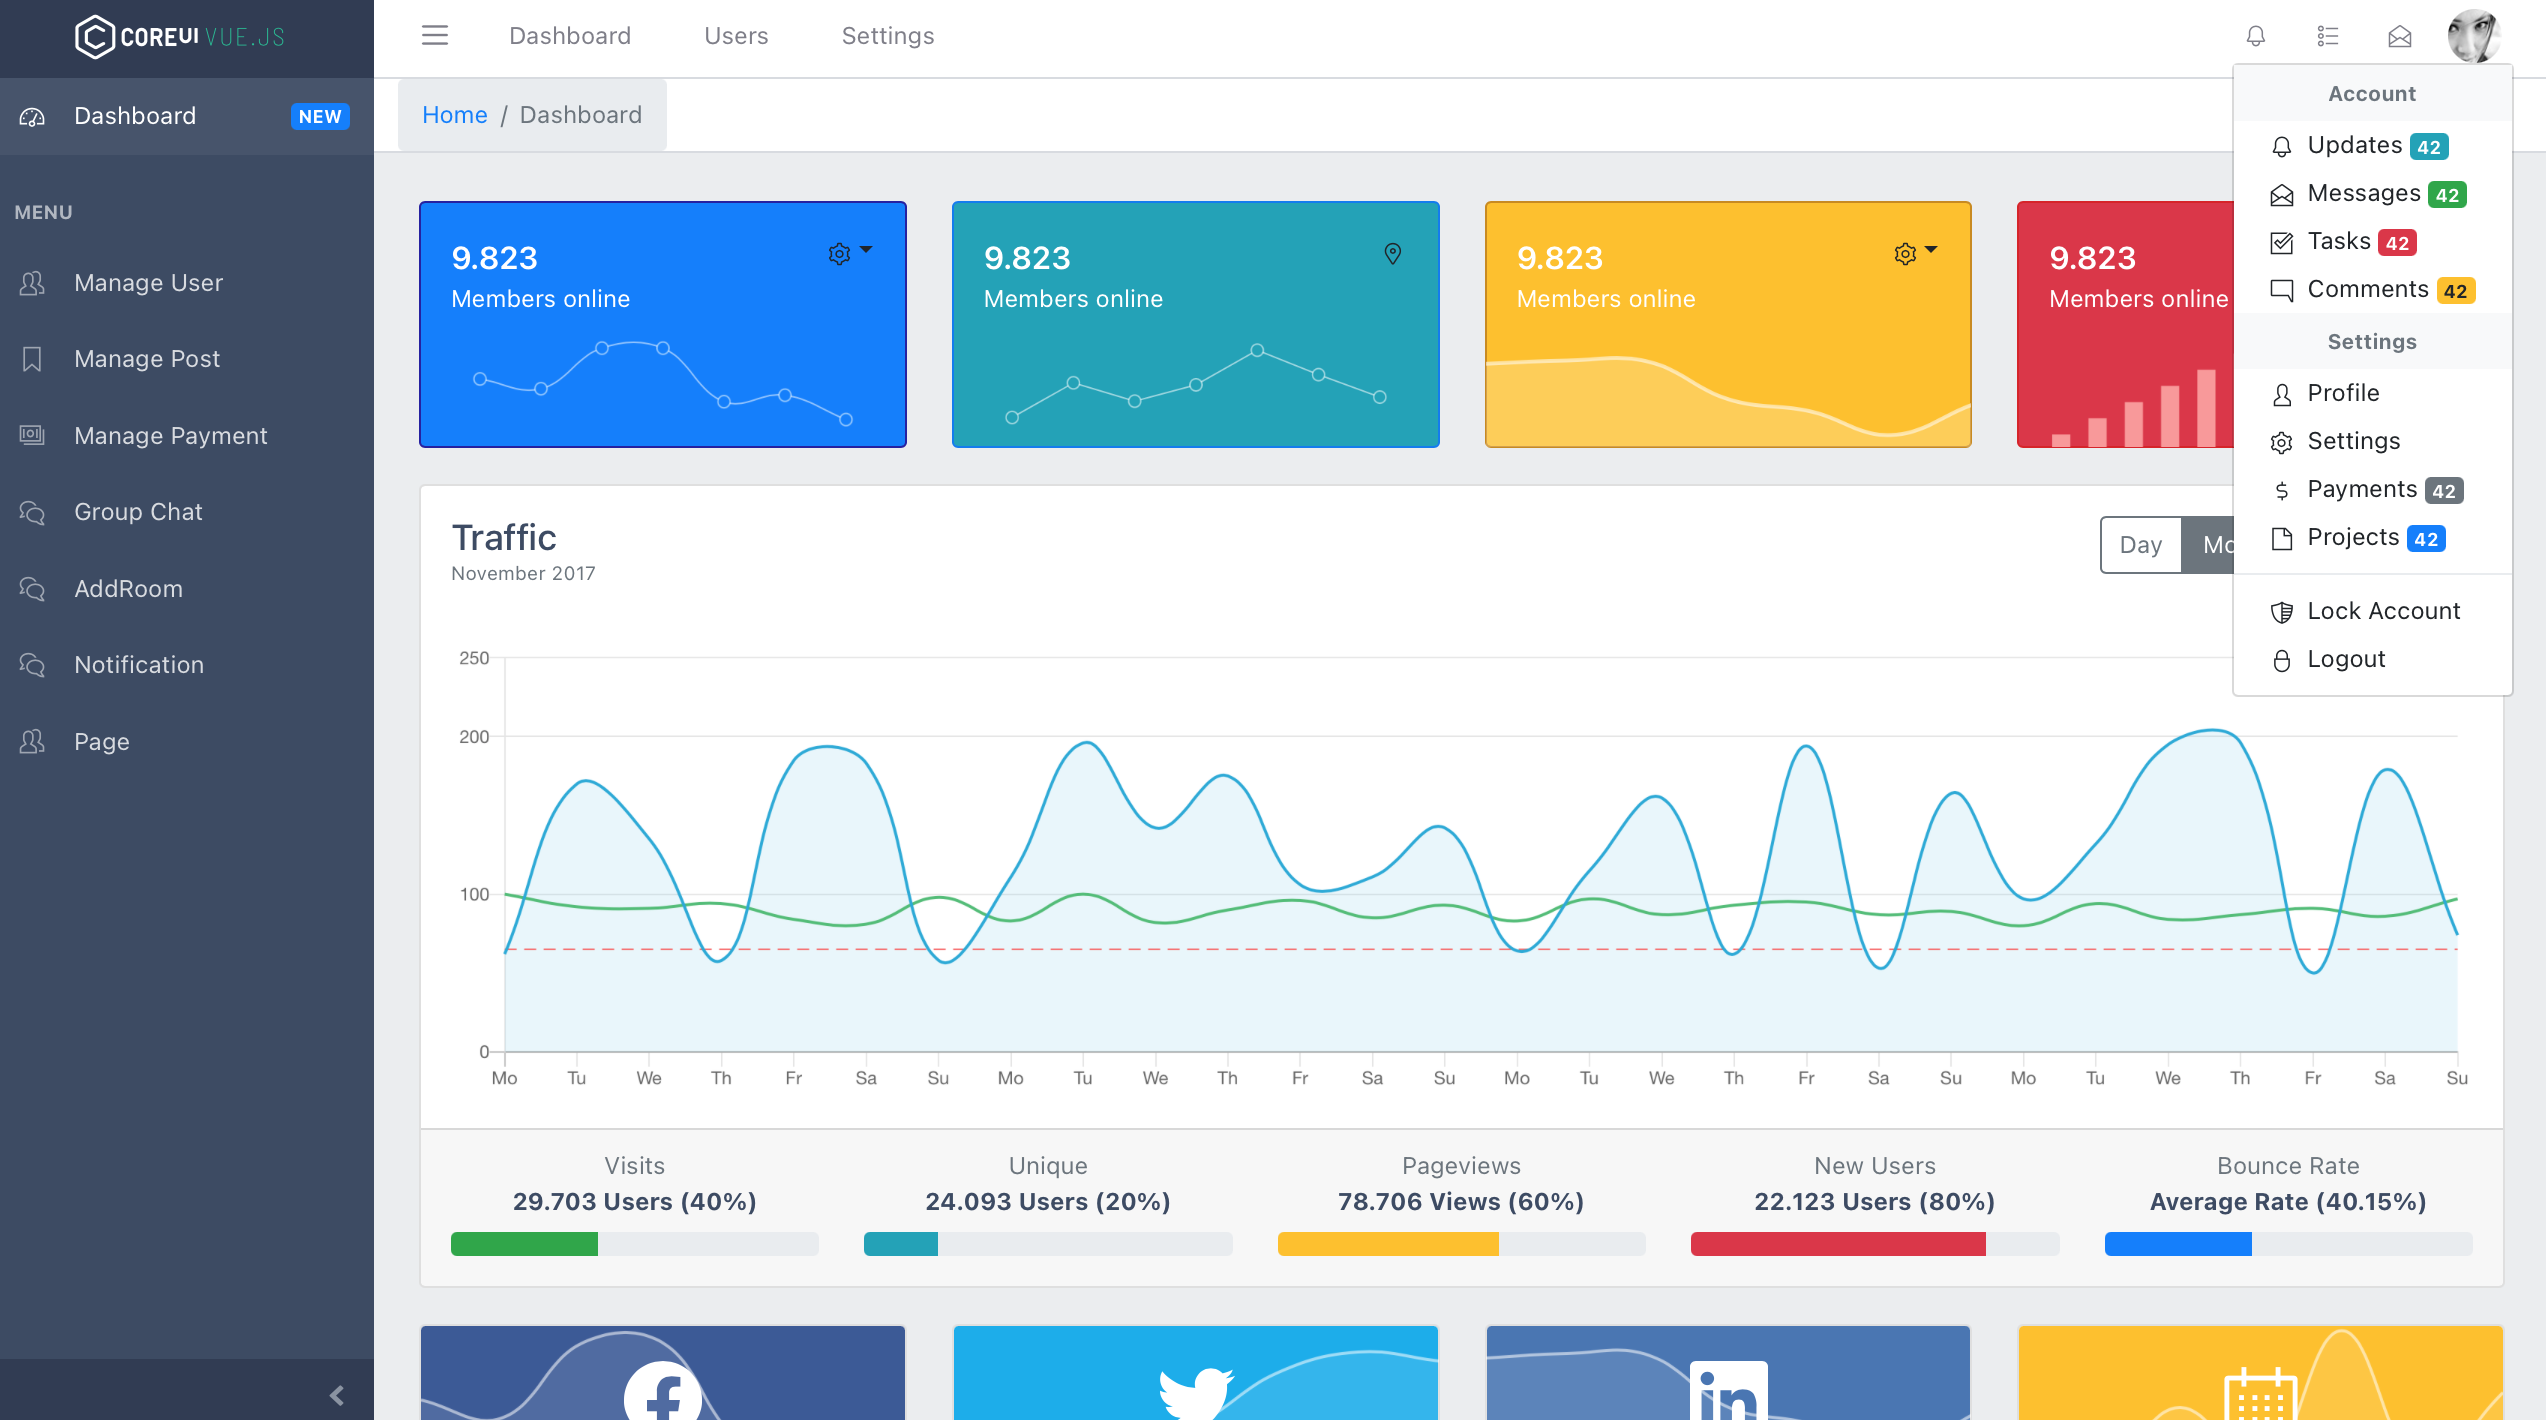 COREUI VUE.JS
Dashboard Users Settings
Dashboard NEW
MENU
Manage User
Manage Post
Manage Payment
Group Chat
AddRoom
Notification
Page
Home / Dashboard
9.823
Members online
9.823
Members online
9.823
Members online
9.823
Members online
Account
Updates 42
Messages 42
Tasks 42
Comments 42
Settings
Profile
Settings
Payments 42
Projects 42
Lock Account
Logout
Traffic
November 2017
Day
250
200
100
0
Mo Tu We Th Fr Sa Su Mo Tu We Th Fr Sa Su Mo Tu We Th Fr Sa Su Mo Tu We Th Fr Sa Su
Visits
29.703 Users (40%)
Unique
24.093 Users (20%)
Pageviews
78.706 Views (60%)
New Users
22.123 Users (80%)
Bounce Rate
Average Rate (40.15%)